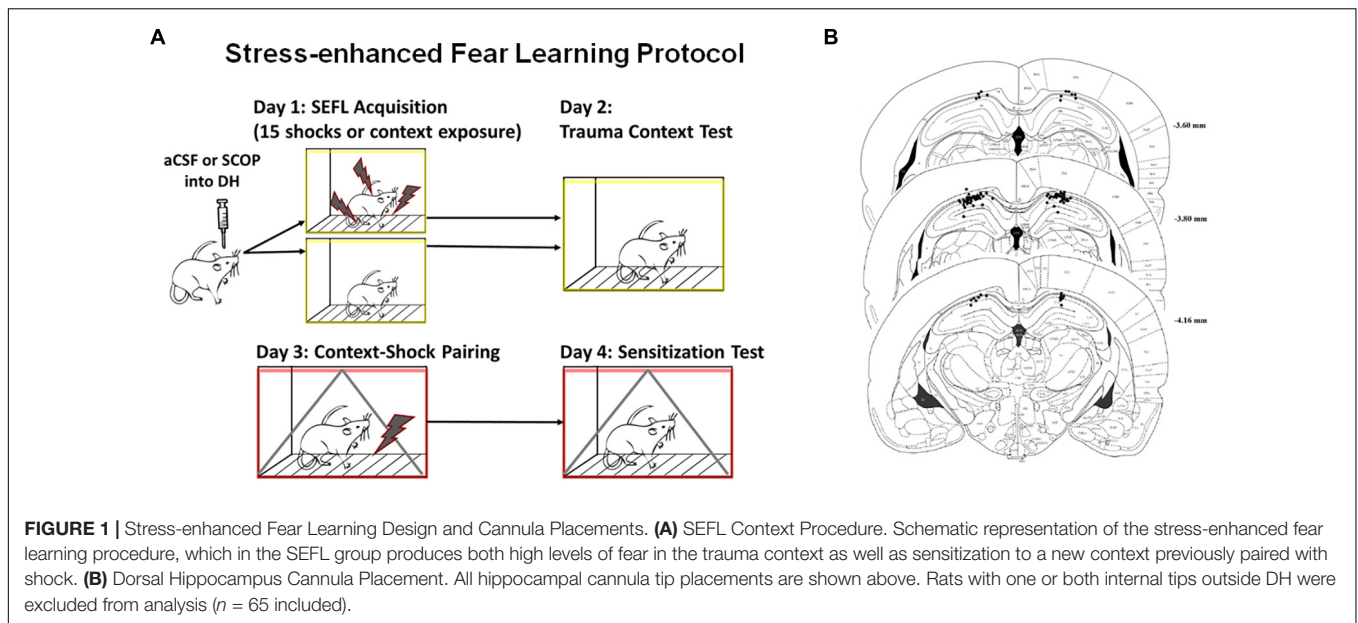 A
B
Stress-enhanced Fear Learning Protocol
Day 1: SEFL Acquisition
(15 shocks or context exposure)
Day 2:
Trauma Context Test
aCSF or SCOP
into DH
Day 3: Context-Shock Pairing
Day 4: Sensitization Test
-3.60 mm
-3.80 mm
-4.16 mm
FIGURE 1 | Stress-enhanced Fear Learning Design and Cannula Placements. (A) SEFL Context Procedure. Schematic representation of the stress-enhanced fear
learning procedure, which in the SEFL group produces both high levels of fear in the trauma context as well as sensitization to a new context previously paired with
shock. (B) Dorsal Hippocampus Cannula Placement. All hippocampal cannula tip placements are shown above. Rats with one or both internal tips outside DH were
excluded from analysis (n = 65 included).